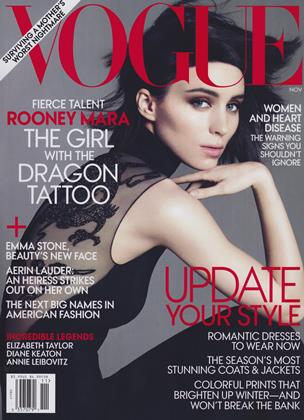 SURVIVING A MOTHER'S
WORST NIGHTMARE
VOGUE
NOV
FIERCE TALENT
ROONEY MARA
THE GIRL
WITH THE
DRAGON
TATTOO
WOMEN
AND HEART
DISEASE
THE WARNING
SIGNS YOU
SHOULDN'T
IGNORE
+
EMMA STONE,
BEAUTY'S NEW FACE
AERIN LAUDER:
AN HEIRESS STRIKES
OUT ON HER OWN
THE NEXT BIG NAMES IN
AMERICAN FASHION
INCREDIBLE LEGENDS
ELIZABETH TAYLOR
DIANE KEATON
ANNIE LEIBOVITZ
UPDATE
YOUR STYLE
ROMANTIC DRESSES
TO WEAR NOW
THE SEASON'S MOST
STUNNING COATS & JACKETS
COLORFUL PRINTS THAT
BRIGHTEN UP WINTER—AND
WON'T BREAK THE BANK